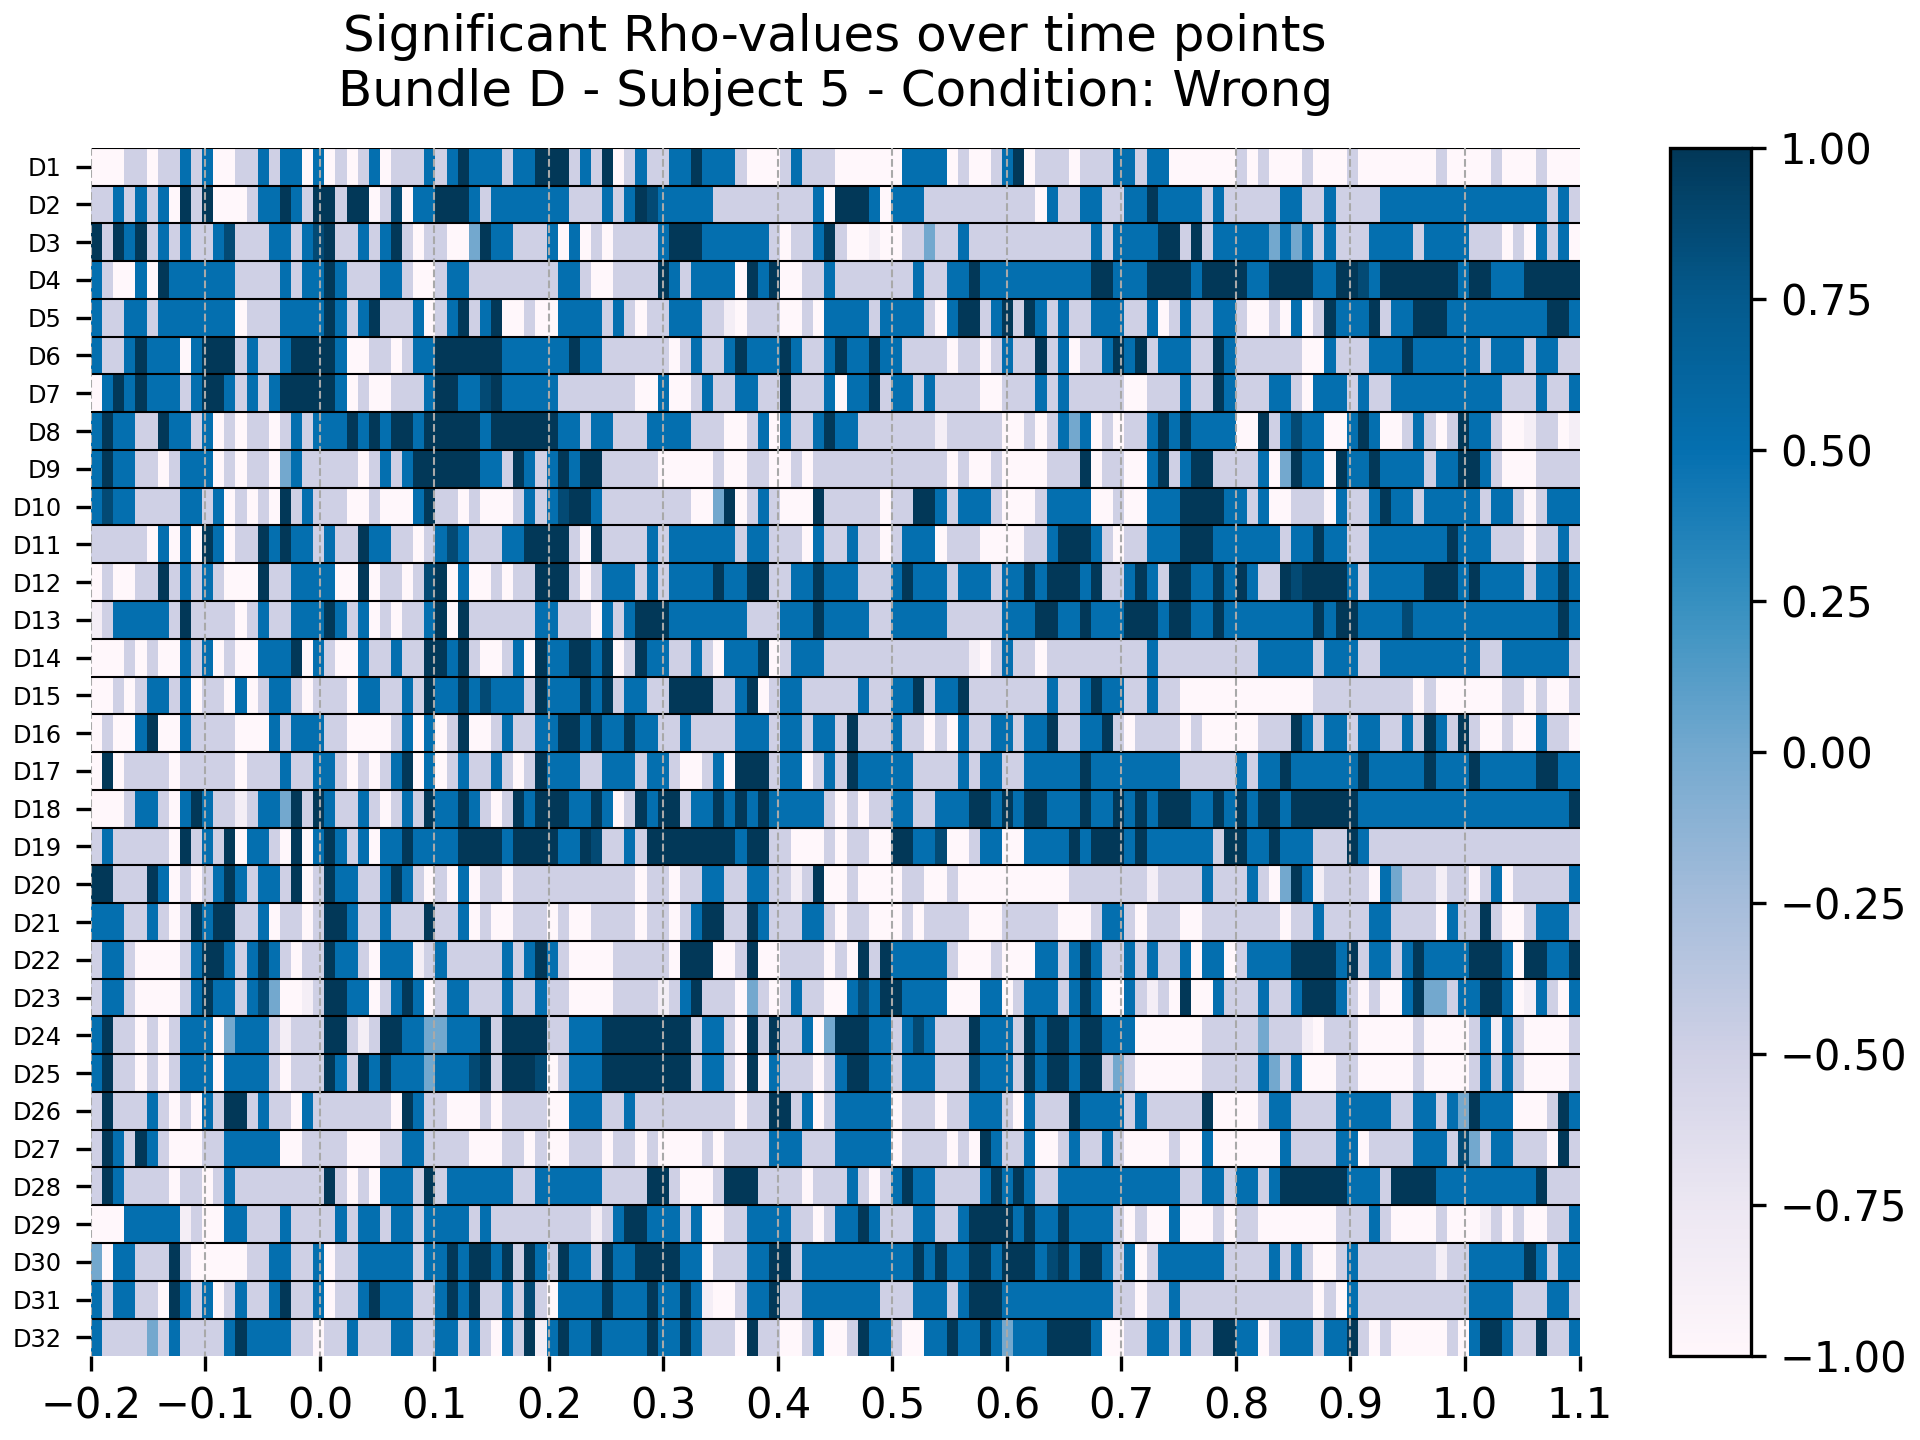 Significant Rho-values over time points
Bundle D - Subject 5 - Condition: Wrong
D1
D2
D3
D4
D5
D6
D7
D8
D9
D10
D11
D12
D13
D14
D15
D16
D17
D18
D19
D20
D21
D22
D23
D24
D25
D26
D27
D28
D29
D30
D31
D32
−0.2 −0.1 0.0 0.1 0.2 0.3 0.4 0.5 0.6 0.7 0.8 0.9 1.0 1.1
1.00
0.75
0.50
0.25
0.00
−0.25
−0.50
−0.75
−1.00